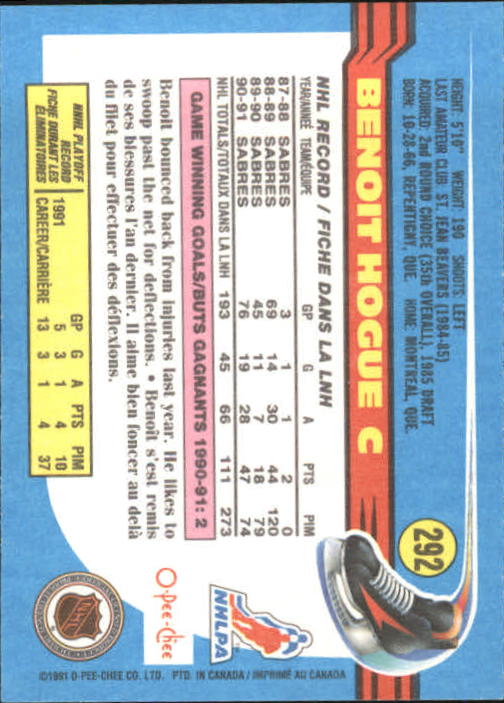 292
BENOIT HOGUE C
HEIGHT: 5'10" WEIGHT: 190 SHOOTS: LEFT
LAST AMATEUR CLUB: ST. JEAN BEAVERS (1984-85)
ACQUIRED: 2nd ROUND CHOICE (35th OVERALL), 1985 DRAFT
BORN: 10-28-66, REPENTIGNY, QUE. HOME: MONTREAL, QUE.
NHL RECORD / FICHE DANS LA LNH
YEAR/ANNÉE TEAM/ÉQUIPE GP G A PTS PIM
87-88 SABRES 3 1 1 2 0
88-89 SABRES 69 14 30 44 120
89-90 SABRES 45 11 7 18 79
90-91 SABRES 76 19 28 47 74
NHL TOTALS/TOTAUX DANS LA LNH 193 45 66 111 273
GAME WINNING GOALS/BUTS GAGNANTS 1990-91: 2
Benoit bounced back from injuries last year. He likes to
swoop past the net for deflections. • Benoit s'est remis
de ses blessures l'an dernier. Il aime bien foncer au delà
du filet pour effectuer des déflexions.
NNHL PLAYOFF
RECORD
FICHE DURANT LES
ÉLIMINATOIRES
GP G A PTS PIM
1991 5 3 1 4 10
CAREER/CARRIÈRE 13 3 1 4 37
NHLPA
O-Pee-Chee
NHL
©1991 O-PEE-CHEE CO. LTD. PTD. IN CANADA / IMPRIMÉ AU CANADA